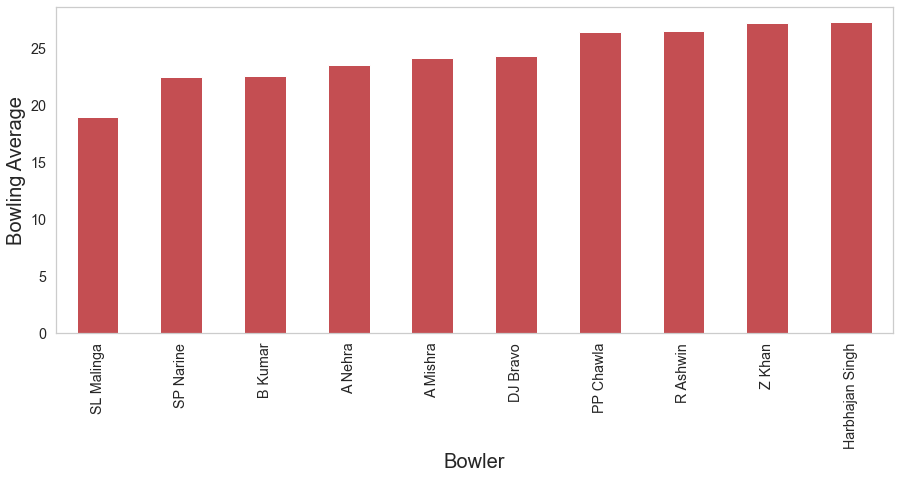 Bowling Average
25
20
15
10
5
0
SL Malinga
SP Narine
B Kumar
A Nehra
A Mishra
DJ Bravo
PP Chawla
R Ashwin
Z Khan
Harbhajan Singh
Bowler